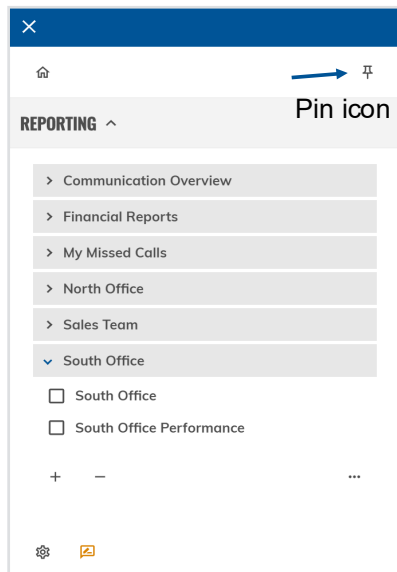 Pin icon
REPORTING
Communication Overview
Financial Reports
My Missed Calls
North Office
Sales Team
South Office
South Office
South Office Performance